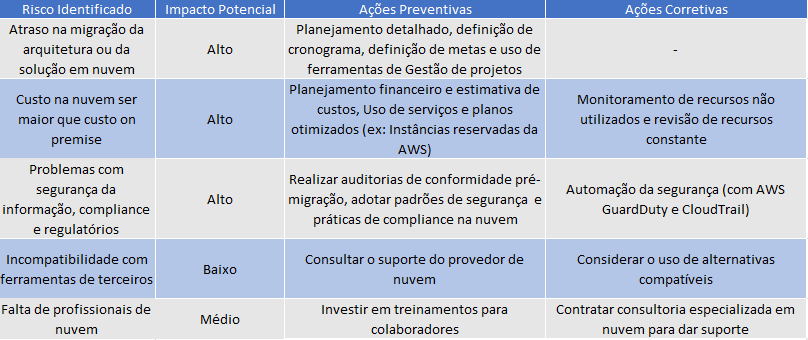 Risco Identificado
Impacto Potencial
Ações Preventivas
Ações Corretivas
Atraso na migração da
arquitetura ou da
solução em nuvem
Alto
Planejamento detalhado, definição de
cronograma, definição de metas e uso de
ferramentas de Gestão de projetos
-
Custo na nuvem ser
maior que custo on
premise
Alto
Planejamento financeiro e estimativa de
custos, Uso de serviços e planos
otimizados (ex: Instâncias reservadas da
AWS)
Monitoramento de recursos não
utilizados e revisão de recursos
constante
Problemas com
segurança da
informação, compliance
e regulatórios
Alto
Realizar auditorias de conformidade pré-
migração, adotar padrões de segurança e
práticas de compliance na nuvem
Automação da segurança (com AWS
GuardDuty e CloudTrail)
Incompatibilidade com
ferramentas de terceiros
Baixo
Consultar o suporte do provedor de
nuvem
Considerar o uso de alternativas
compatíveis
Falta de profissionais de
nuvem
Médio
Investir em treinamentos para
colaboradores
Contratar consultoria especializada em
nuvem para dar suporte